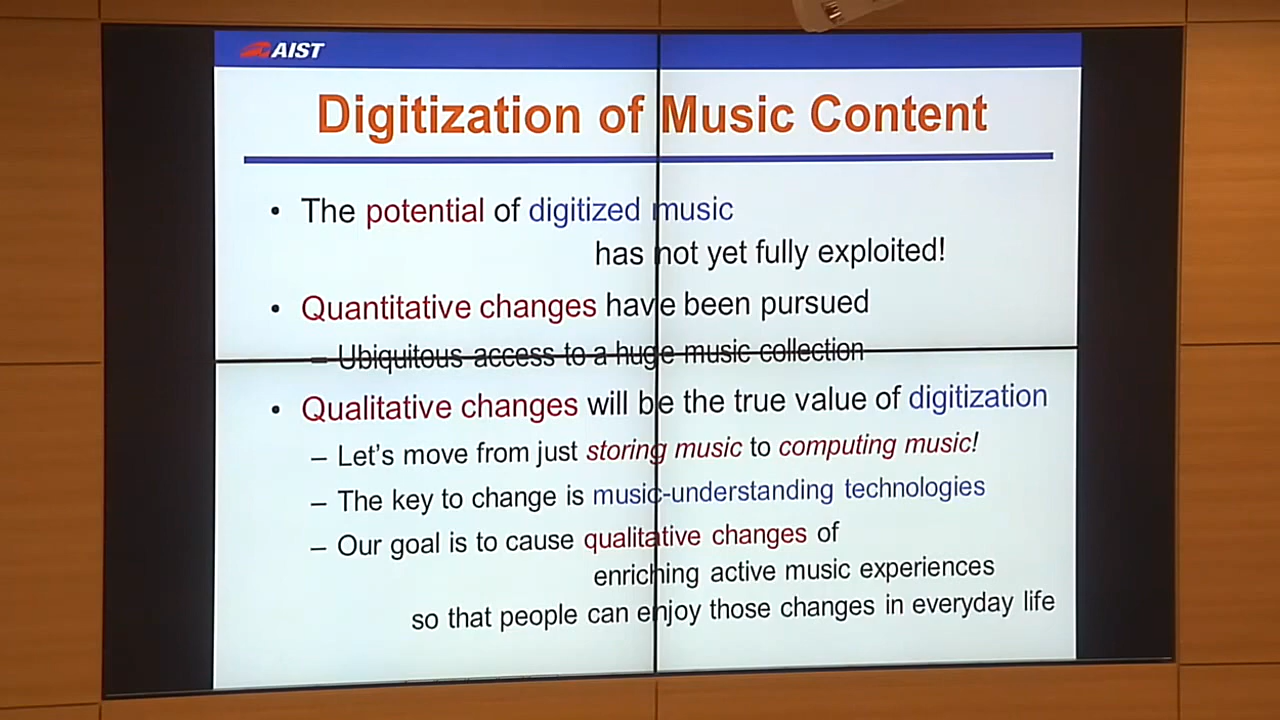 AIST
Digitization of Music Content
• The potential of digitized music
has not yet fully exploited!
• Quantitative changes have been pursued
– Ubiquitous access to a huge music collection
• Qualitative changes will be the true value of digitization
– Let's move from just storing music to computing music!
– The key to change is music-understanding technologies
– Our goal is to cause qualitative changes of
enriching active music experiences
so that people can enjoy those changes in everyday life